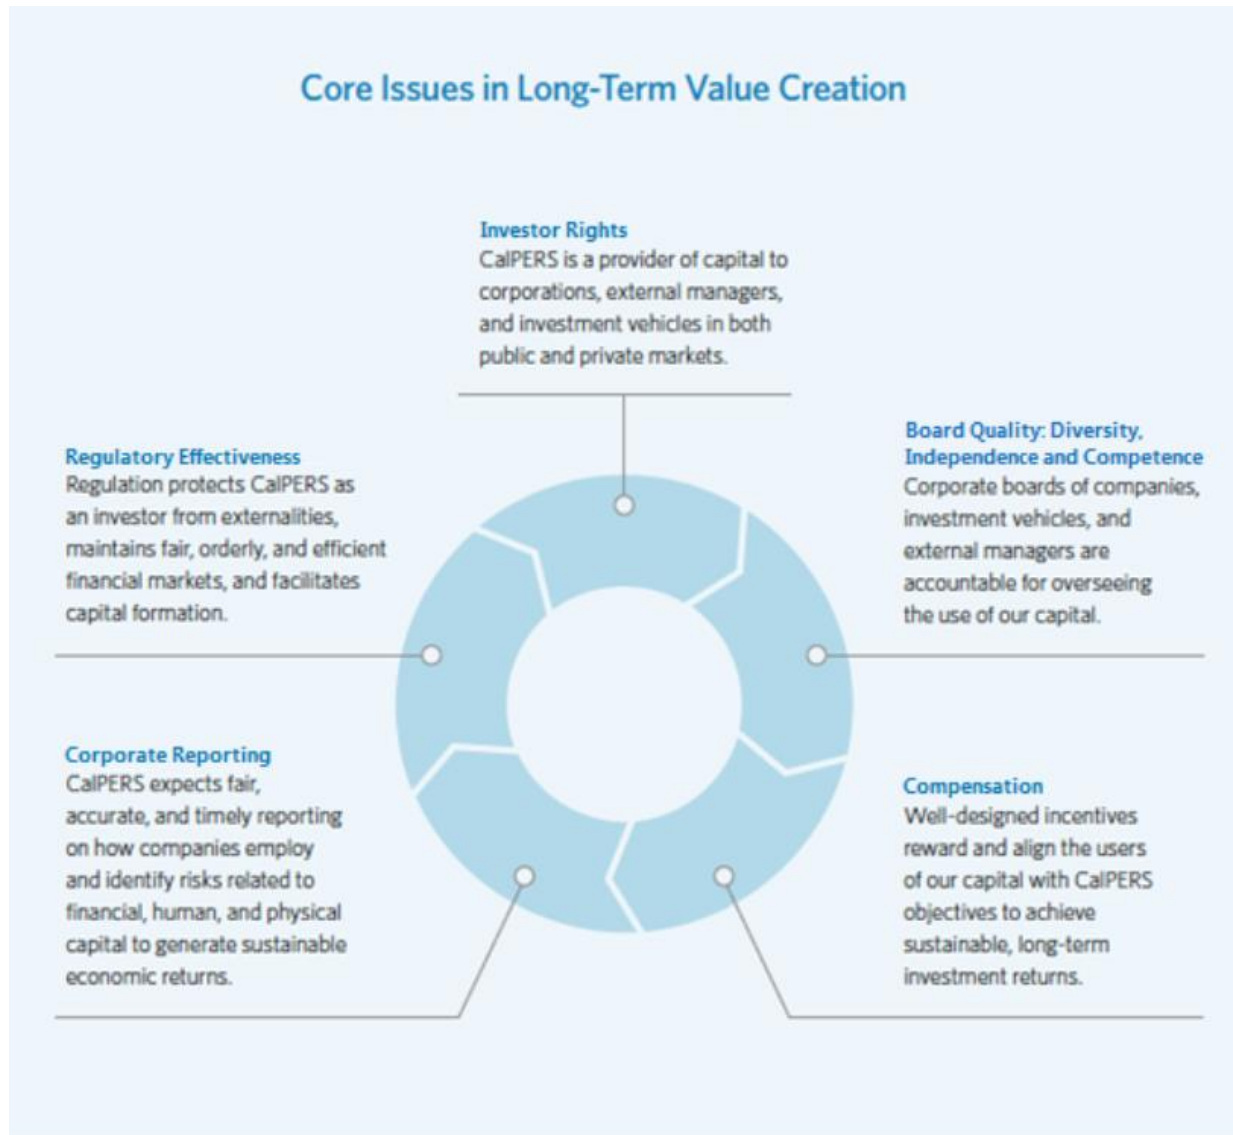 Core Issues in Long-Term Value Creation
Investor Rights
CalPERS is a provider of capital to
corporations, external managers,
and investment vehicles in both
public and private markets.
Board Quality: Diversity,
Independence and Competence
Corporate boards of companies,
investment vehicles, and
external managers are
accountable for overseeing
the use of our capital.
Regulatory Effectiveness
Regulation protects CalPERS as
an investor from externalities,
maintains fair, orderly, and efficient
financial markets, and facilitates
capital formation.
Corporate Reporting
CalPERS expects fair,
accurate, and timely reporting
on how companies employ
and identify risks related to
financial, human, and physical
capital to generate sustainable
economic returns.
Compensation
Well-designed incentives
reward and align the users
of our capital with CalPERS
objectives to achieve
sustainable, long-term
investment returns.